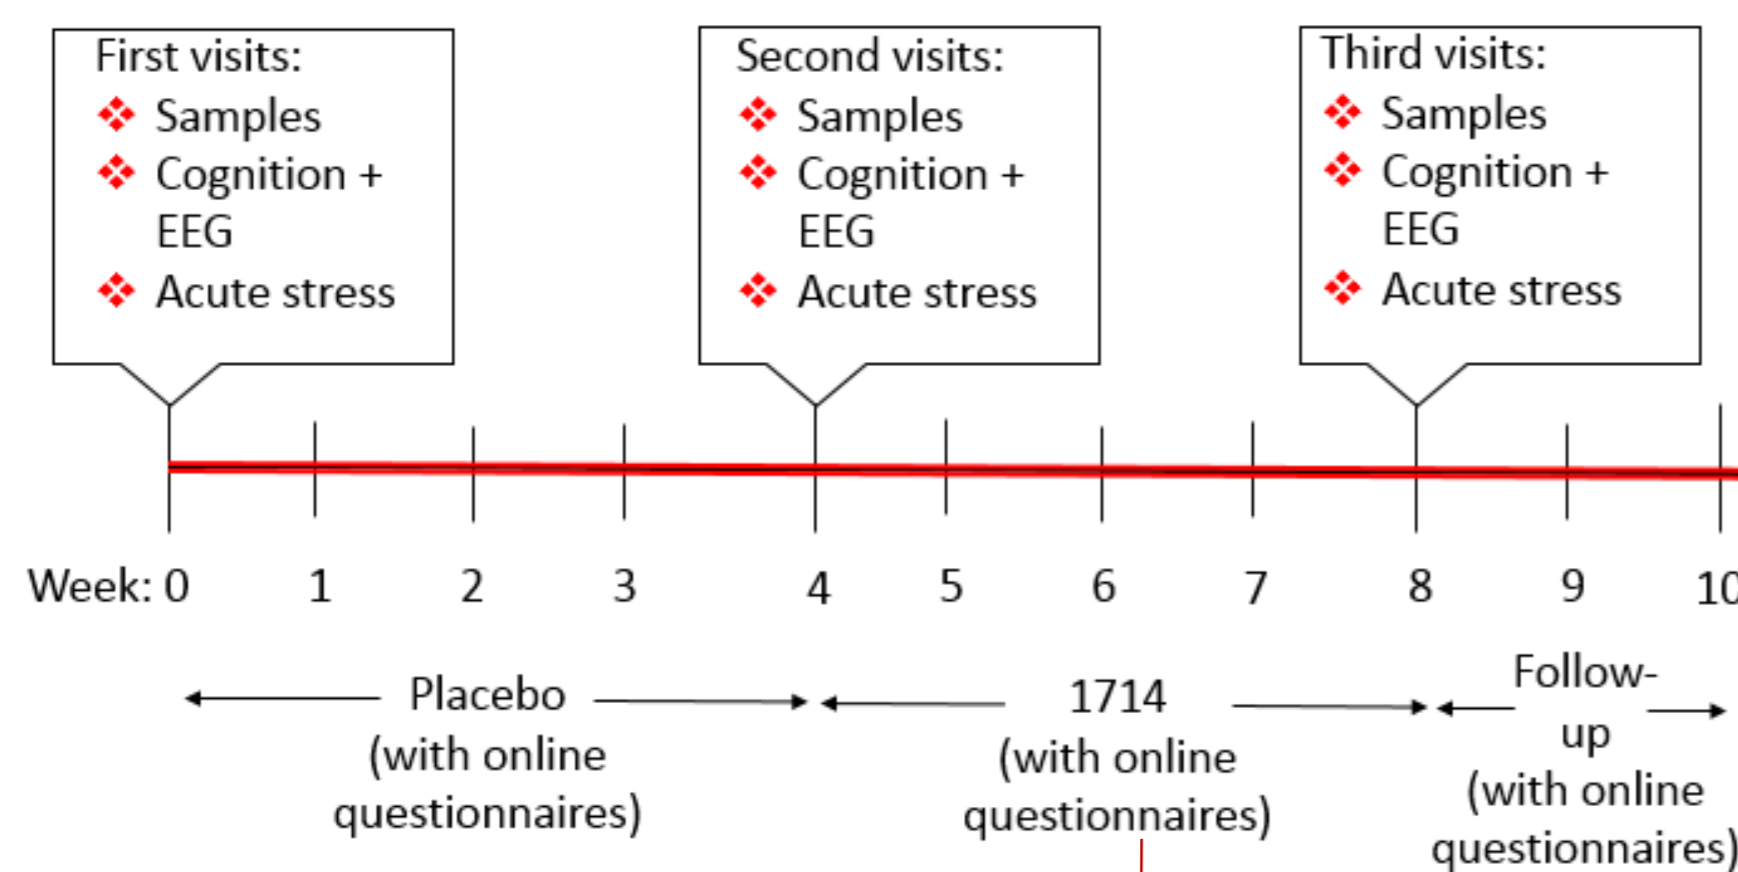 First visits:
Samples
Cognition +
EEG
Acute stress
Second visits:
Samples
Cognition +
EEG
Acute stress
Third visits:
Samples
Cognition +
EEG
Acute stress
Week: 0 1 2 3 4 5 6 7 8 9 10
Placebo
(with online
questionnaires)
1714
(with online
questionnaires)
Follow-
up
(with online
questionnaires)